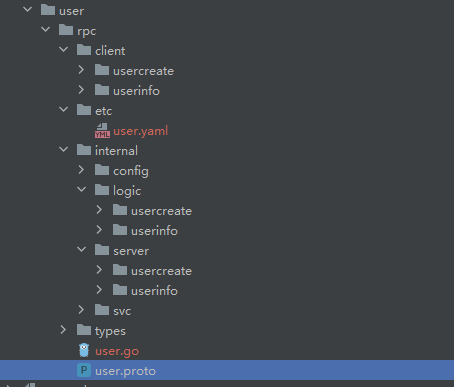 user
rpc
client
usercreate
userinfo
etc
user.yaml
internal
config
logic
usercreate
userinfo
server
usercreate
userinfo
svc
types
user.go
user.proto